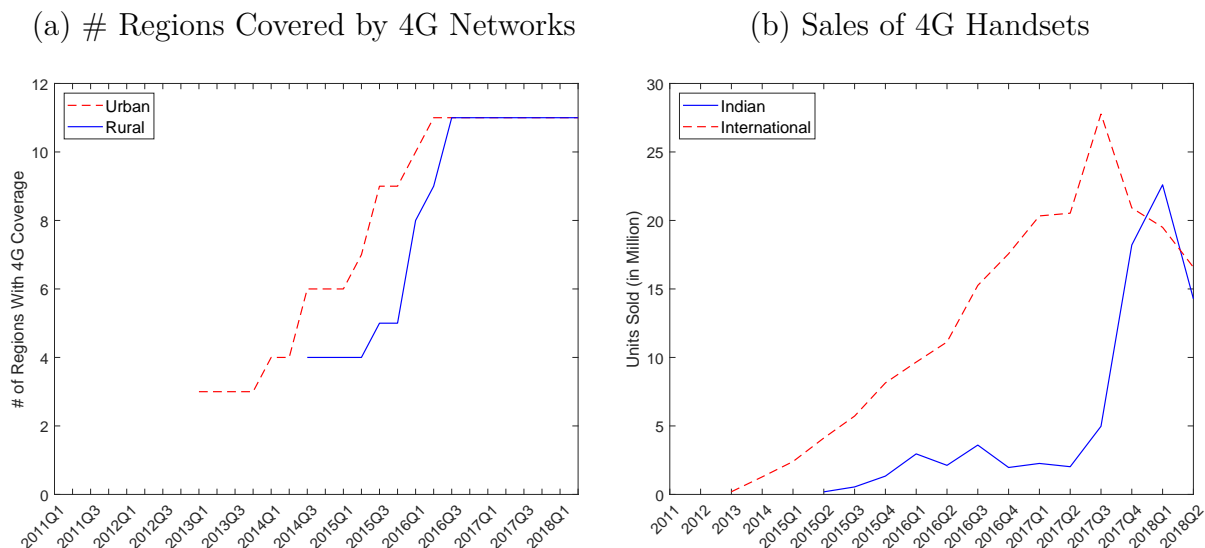 (a) # Regions Covered by 4G Networks
12
10
8
6
4
2
0
# of Regions With 4G Coverage
Urban
Rural
2011Q1
2011Q3
2012Q1
2012Q3
2013Q1
2013Q3
2014Q1
2014Q3
2015Q1
2015Q3
2016Q1
2016Q3
2017Q1
2017Q3
2018Q1
(b) Sales of 4G Handsets
30
25
20
15
10
5
0
Units Sold (in Million)
Indian
International
2011
2012
2013
2014
2015Q1
2015Q2
2015Q3
2015Q4
2016Q1
2016Q2
2016Q3
2016Q4
2017Q1
2017Q2
2017Q3
2017Q4
2018Q1
2018Q2